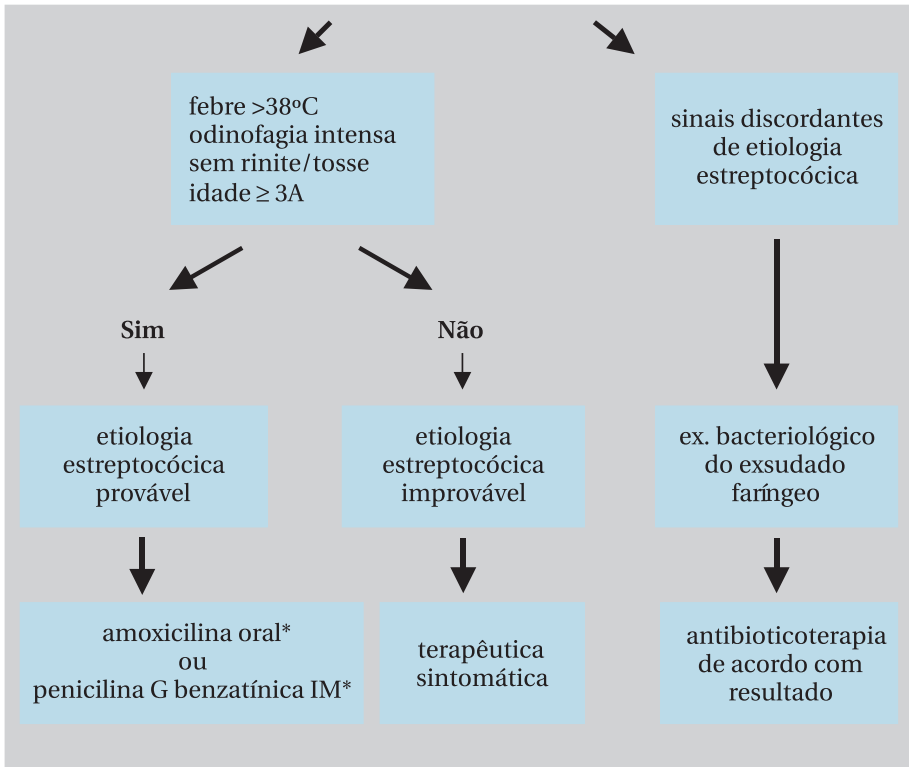 febre >38ºC
odinofagia intensa
sem rinite/tosse
idade ≥ 3A
sinais discordantes
de etiologia
estreptocócica
Sim
Não
etiologia
estreptocócica
provável
etiologia
estreptocócica
improvável
ex. bacteriológico
do exsudado
faríngeo
amoxicilina oral*
ou
penicilina G benzatínica IM*
terapêutica
sintomática
antibioticoterapia
de acordo com
resultado